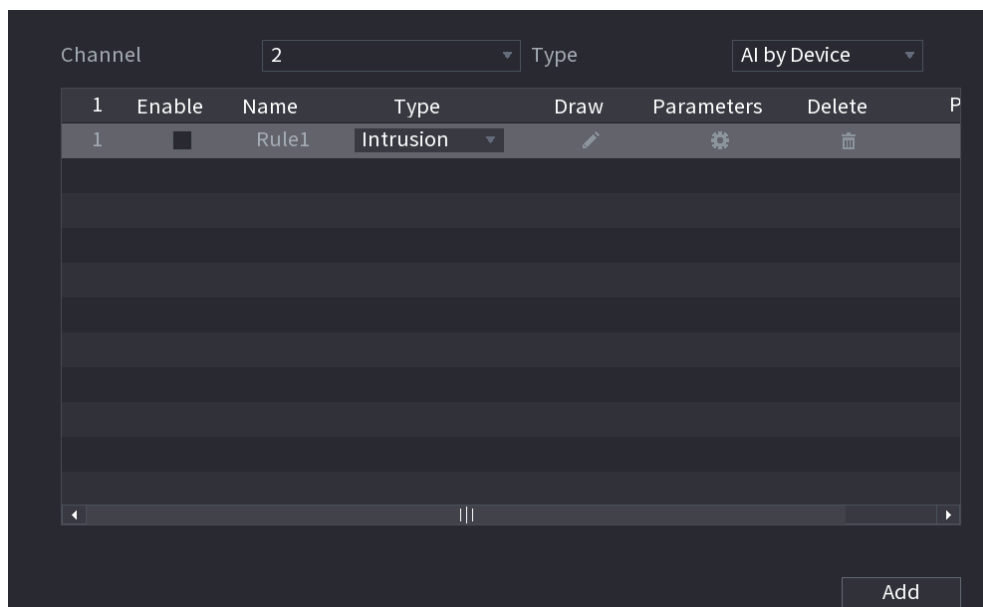 Channel 2 Type AI by Device
1 Enable Name Type Draw Parameters Delete P
1 Rule1 Intrusion
Add